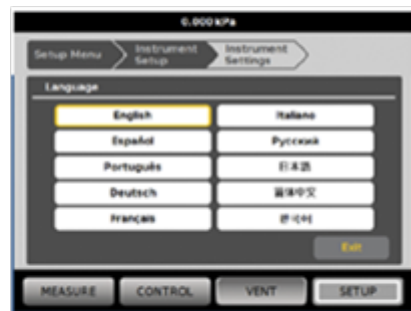 0.000 kPa
Setup Menu Instrument Setup Instrument Settings
Language
English Italiano
Español Русский
Português 日本語
Deutsch 简体中文
Français 한국어
Exit
MEASURE CONTROL VENT SETUP